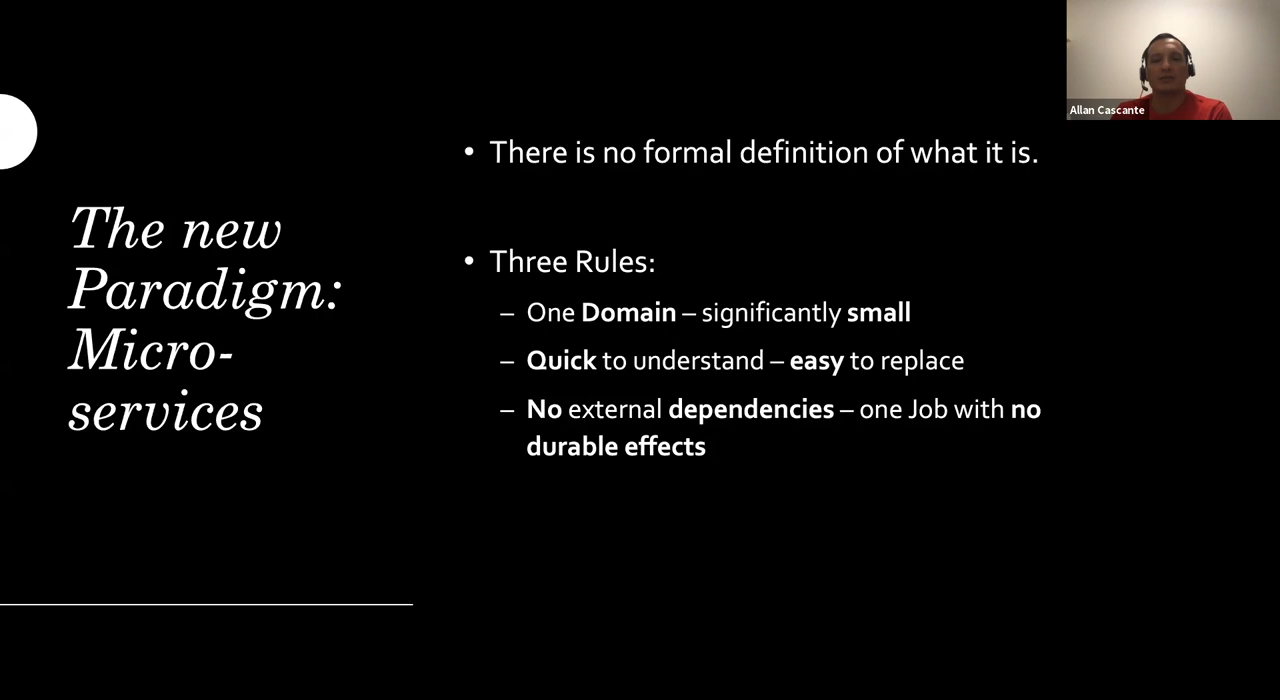 Allan Cascante
The new
Paradigm:
Micro-
services
• There is no formal definition of what it is.
• Three Rules:
– One Domain – significantly small
– Quick to understand – easy to replace
– No external dependencies – one Job with no
durable effects